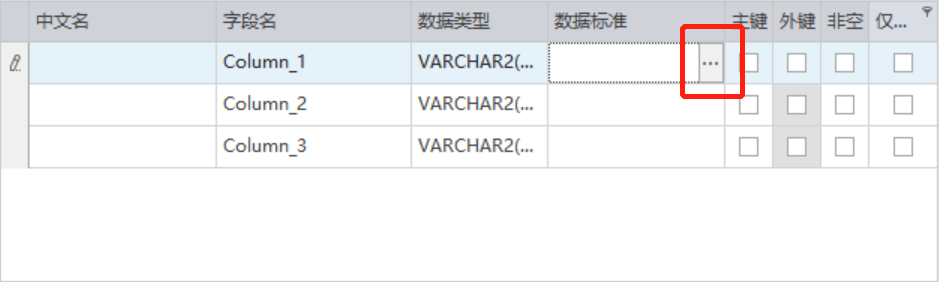 中文名 字段名 数据类型 数据标准 主键 外键 非空 仅...
Column_1 VARCHAR2(... ...
Column_2 VARCHAR2(...
Column_3 VARCHAR2(...